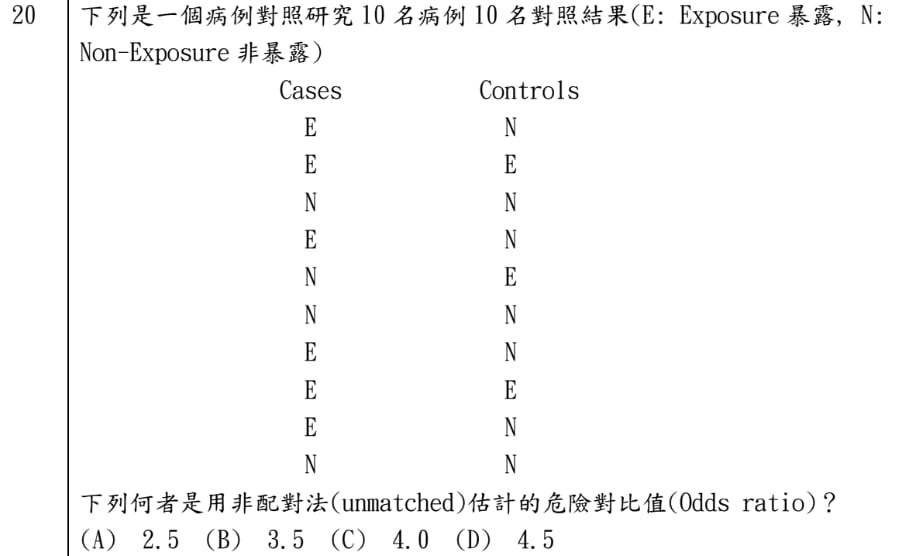 20 下列是一個病例對照研究 10 名病例 10 名對照結果(E: Exposure 暴露, N:
Non-Exposure 非暴露)
Cases Controls
E N
E E
N N
E N
N E
N N
E N
E E
E N
N N
下列何者是用非配對法(unmatched)估計的危險對比值(Odds ratio)?
(A) 2.5 (B) 3.5 (C) 4.0 (D) 4.5